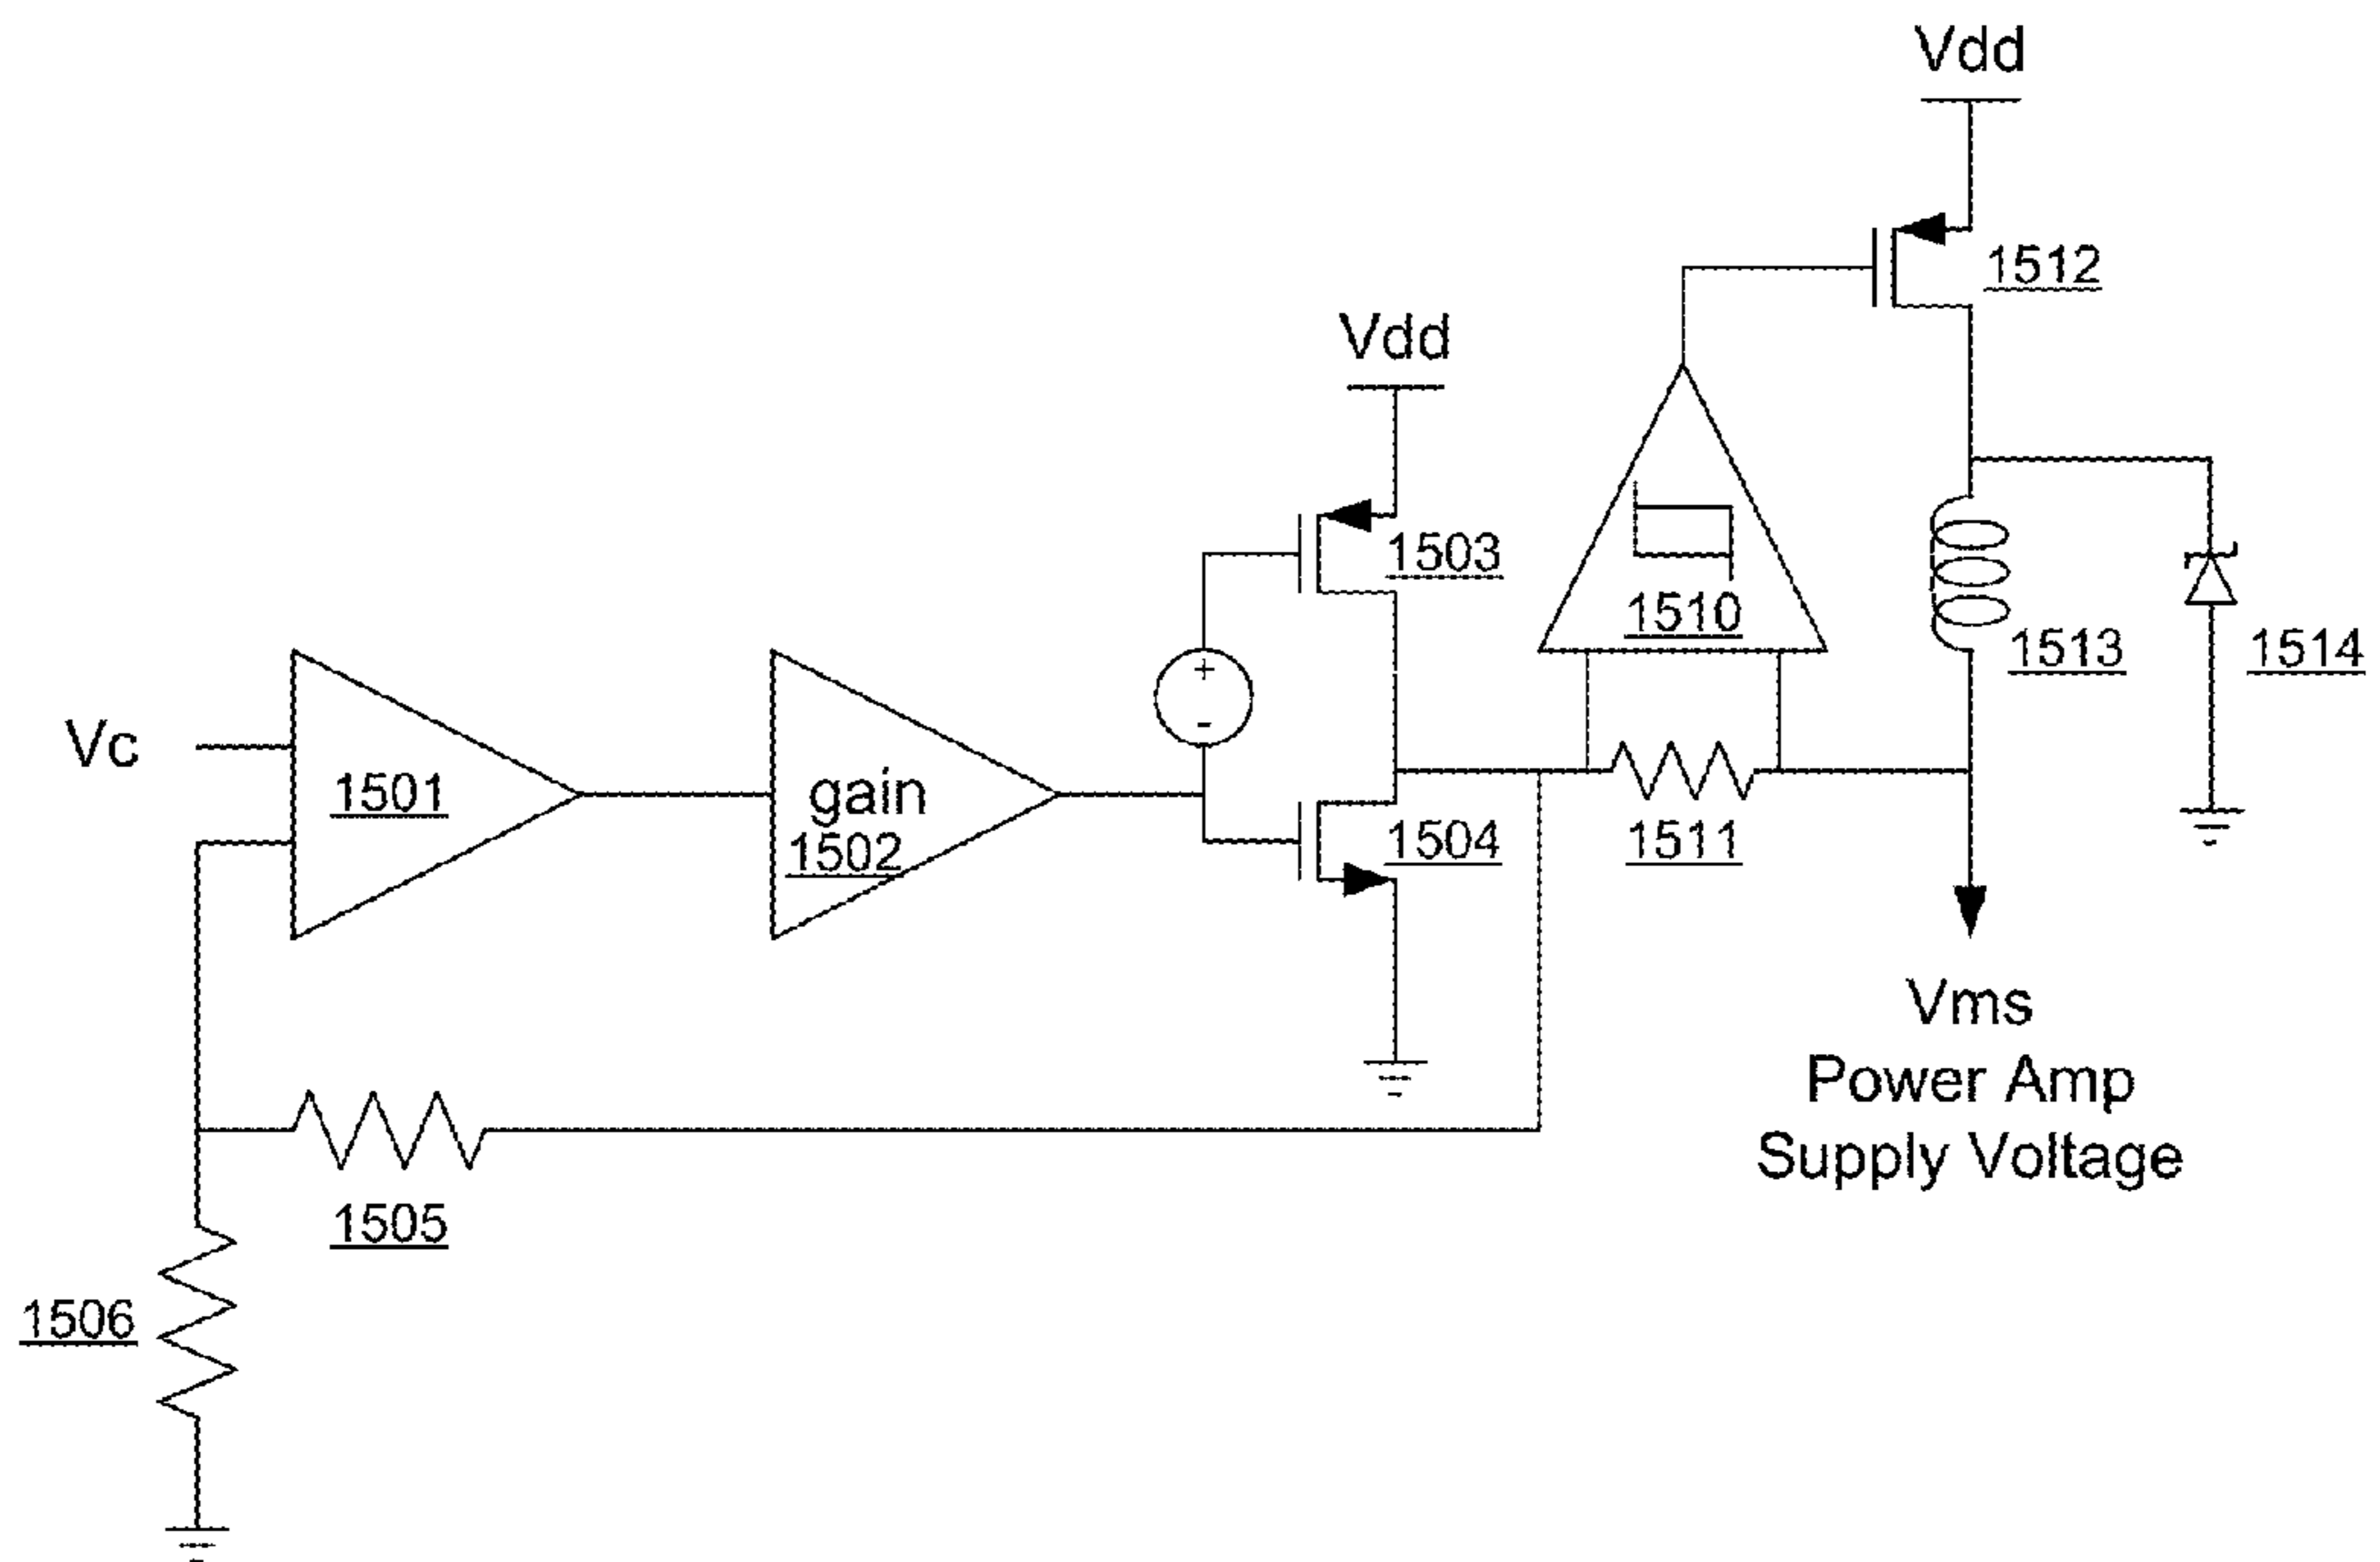 Vdd
1512
Vdd
1503
1510
1513
1514
Vc
1501
gain
1502
+
-
1504
1511
Vms
Power Amp
Supply Voltage
1505
1506